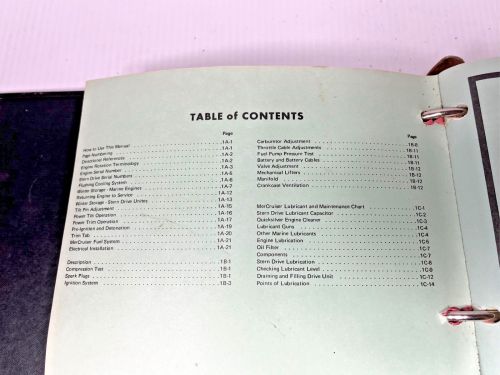 TABLE of CONTENTS
Page
How to Use This Manual . . . 1A-1
Page Numbering . . . 1A-2
Directional References . . . 1A-2
Engine Rotation Terminology . . . 1A-3
Engine Serial Number . . . 1A-5
Stern Drive Serial Numbers . . . 1A-6
Flushing Cooling System . . . 1A-7
Winter Storage - Marine Engines . . . 1A-12
Returning Engine to Service . . . 1A-13
Winter Storage - Stern Drive Unites . . . 1A-15
Tilt Pin Adjustment . . . 1A-16
Power Tilt Operation . . . 1A-17
Power Trim Operation . . . 1A-19
Pre-Ignition and Detonation . . . 1A-20
Trim Tab . . . 1A-21
MerCruiser Fuel System . . . 1A-21
Electrical Installation
Description . . . 1B-1
Compression Test . . . 1B-1
Spark Plugs . . . 1B-1
Ignition System . . . 1B-3
Page
Carburetor Adjustment . . . 1B-8
Throttle Cable Adjustments . . . 1B-11
Fuel Pump Pressure Test . . . 1B-11
Battery and Battery Cables . . . 1B-12
Valve Adjustment . . . 1B-12
Mechanical Lifters
Manifold . . . 1B-12
Crankcase Ventilation . . . 1B-12
MerCruiser Lubricant and Maintenance Chart . . . 1C-1
Stern Drive Lubricant Capacitor . . . 1C-2
Quicksilver Engine Cleaner . . . 1C-3
Lubricant Guns . . . 1C-4
Other Marine Lubricants . . . 1C-4
Engine Lubrication . . . 1C-6
Oil Filter . . . 1C-7
Components . . . 1C-7
Stern Drive Lubrication . . . 1C-8
Checking Lubricant Level . . . 1C-9
Draining and Filling Drive Unit . . . 1C-12
Points of Lubrication . . . 1C-14